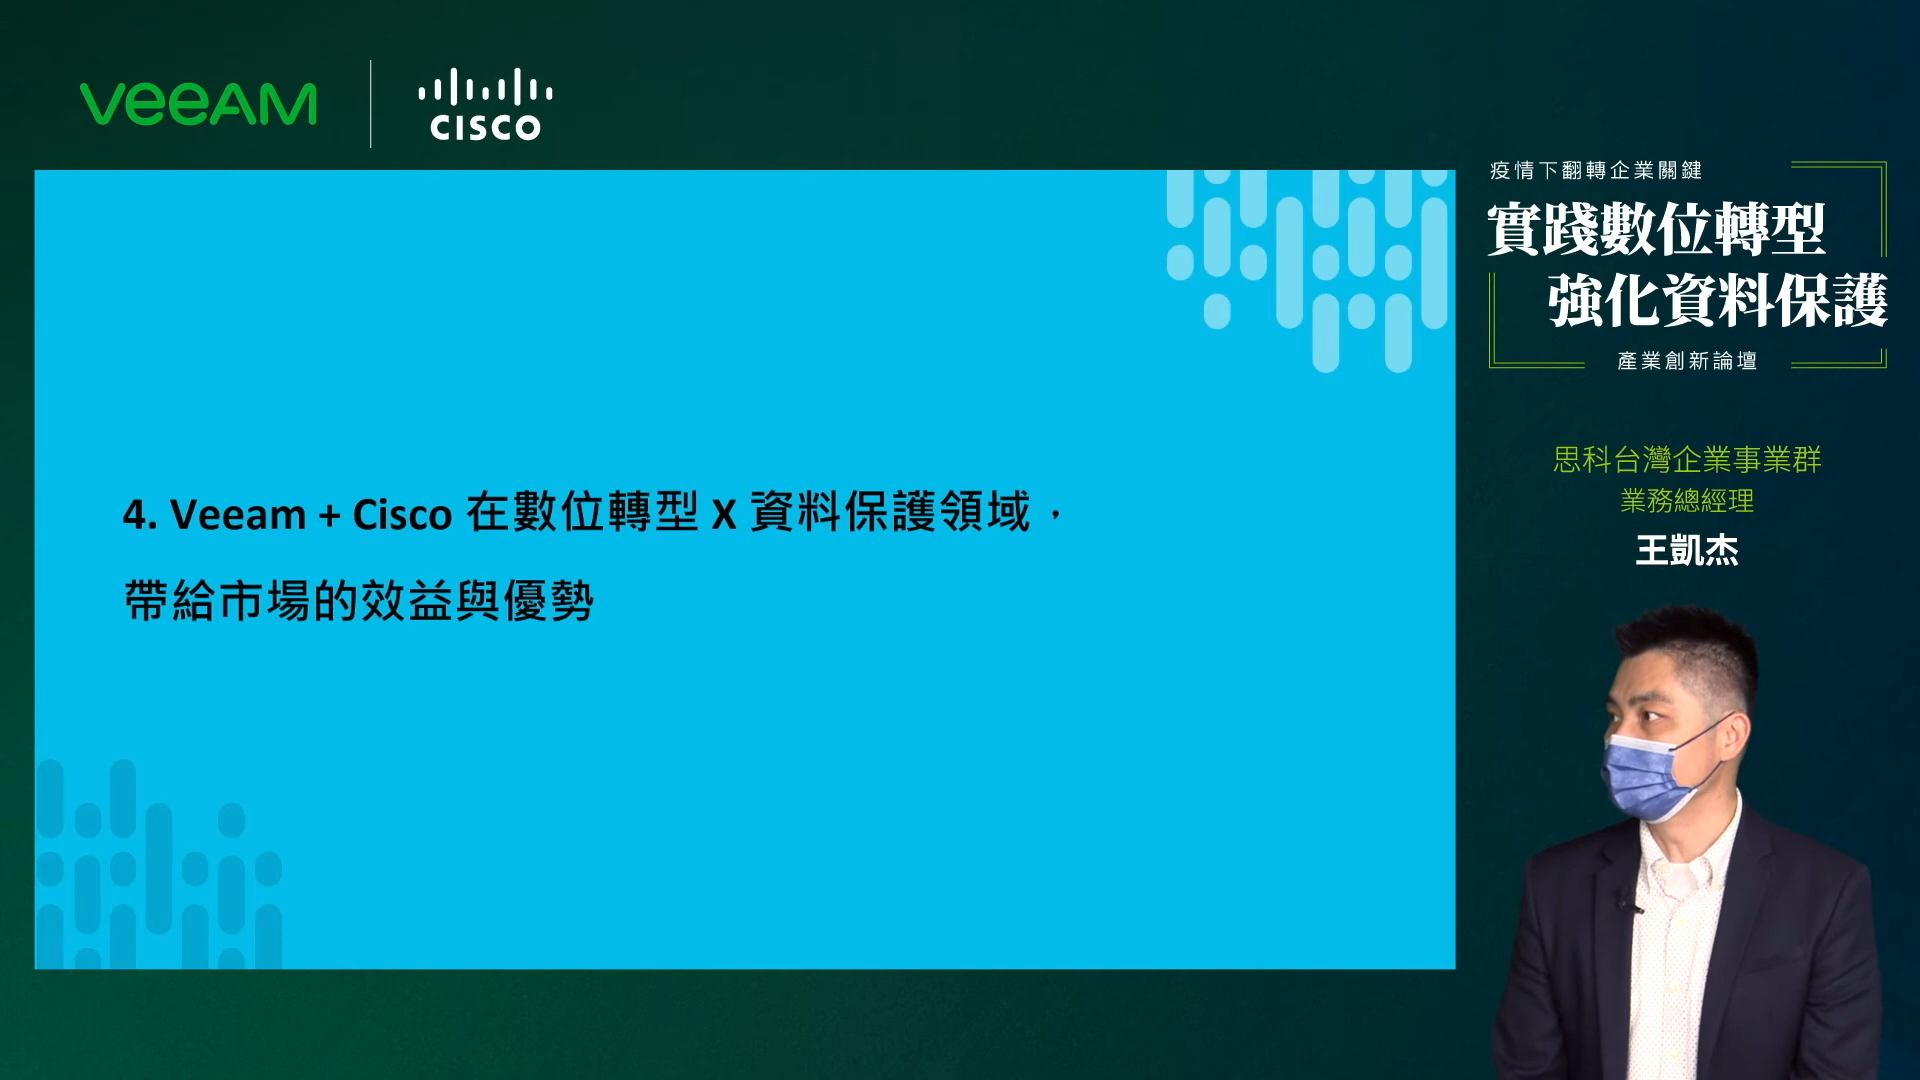 veeAM
CISCO
4. Veeam + Cisco 在數位轉型 X 資料保護領域，
帶給市場的效益與優勢
疫情下翻轉企業關鍵
實踐數位轉型
強化資料保護
產業創新論壇
思科台灣企業事業群
業務總經理
王凱杰